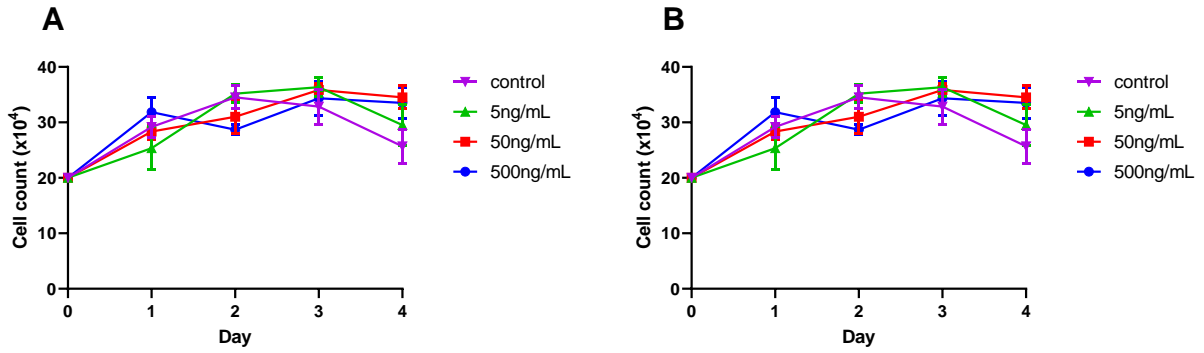 A
Cell count (x10⁴)
40
30
20
10
0
0 1 2 3 4
Day
control
5ng/mL
50ng/mL
500ng/mL
B
Cell count (x10⁴)
40
30
20
10
0
0 1 2 3 4
Day
control
5ng/mL
50ng/mL
500ng/mL